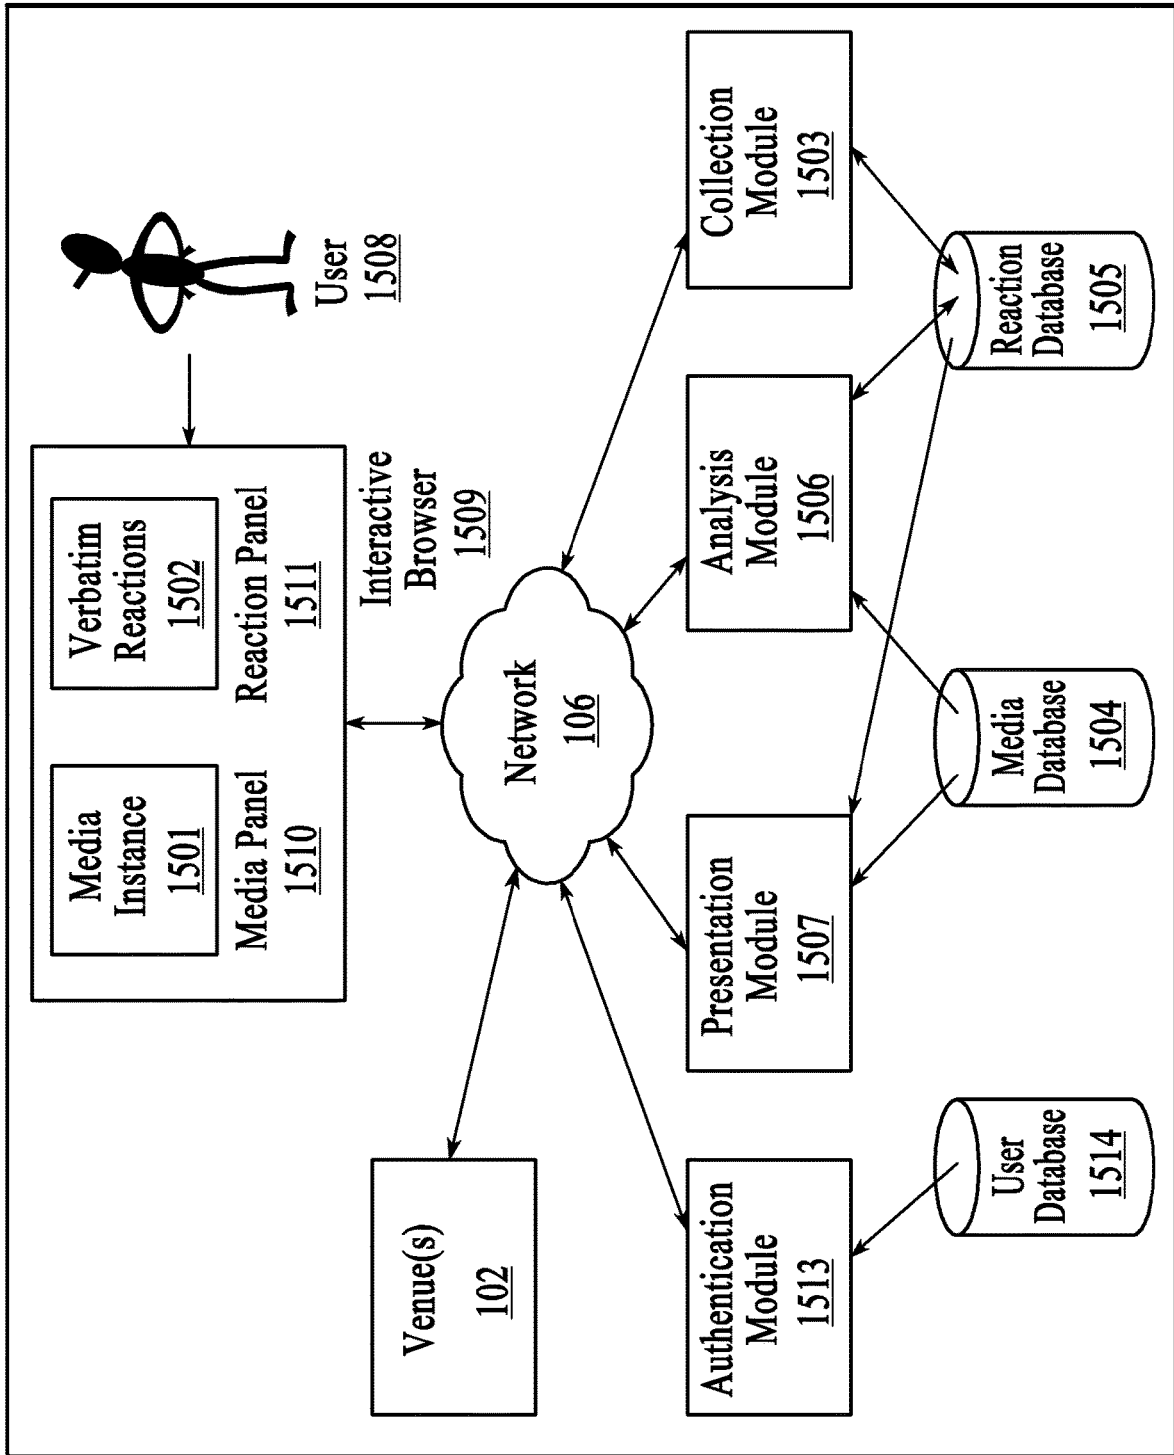 Media
Instance
1501
Media Panel
1510
Verbatim
Reactions
1502
Reaction Panel
1511
User
1508
Interactive
Browser
1509
Venue(s)
102
Network
106
Authentication
Module
1513
Presentation
Module
1507
Analysis
Module
1506
Collection
Module
1503
User
Database
1514
Media
Database
1504
Reaction
Database
1505